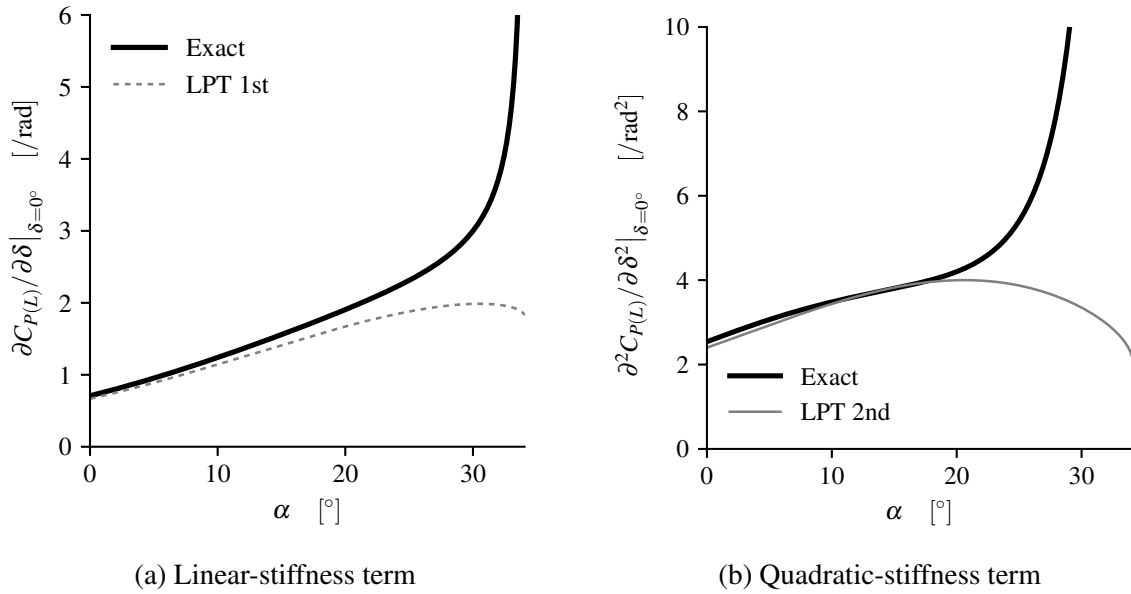 6
5
4
3
2
1
0
Exact
LPT 1st
∂C_{P(L)}/∂δ|_{δ=0°} [/rad]
0 10 20 30
α [°]
(a) Linear-stiffness term
10
8
6
4
2
0
Exact
LPT 2nd
∂²C_{P(L)}/∂δ²|_{δ=0°} [/rad²]
0 10 20 30
α [°]
(b) Quadratic-stiffness term